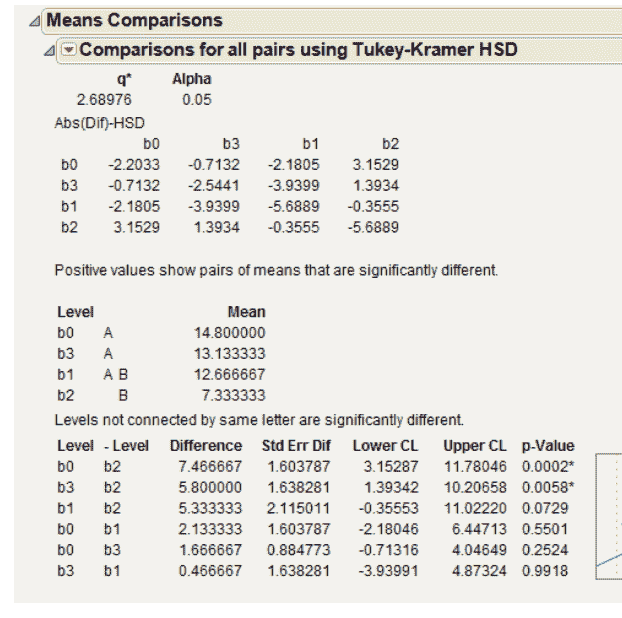 Means Comparisons
Comparisons for all pairs using Tukey-Kramer HSD
q* Alpha
2.68976 0.05
Abs(Dif)-HSD
b0 b3 b1 b2
b0 -2.2033 -0.7132 -2.1805 3.1529
b3 -0.7132 -2.5441 -3.9399 1.3934
b1 -2.1805 -3.9399 -5.6889 -0.3555
b2 3.1529 1.3934 -0.3555 -5.6889
Positive values show pairs of means that are significantly different.
Level Mean
b0 A 14.800000
b3 A 13.133333
b1 A B 12.666667
b2 B 7.333333
Levels not connected by same letter are significantly different.
Level - Level Difference Std Err Dif Lower CL Upper CL p-Value
b0 b2 7.466667 1.603787 3.15287 11.78046 0.0002*
b3 b2 5.800000 1.638281 1.39342 10.20658 0.0058*
b1 b2 5.333333 2.115011 -0.35553 11.02220 0.0729
b0 b1 2.133333 1.603787 -2.18046 6.44713 0.5501
b0 b3 1.666667 0.884773 -0.71316 4.04649 0.2524
b3 b1 0.466667 1.638281 -3.93991 4.87324 0.9918